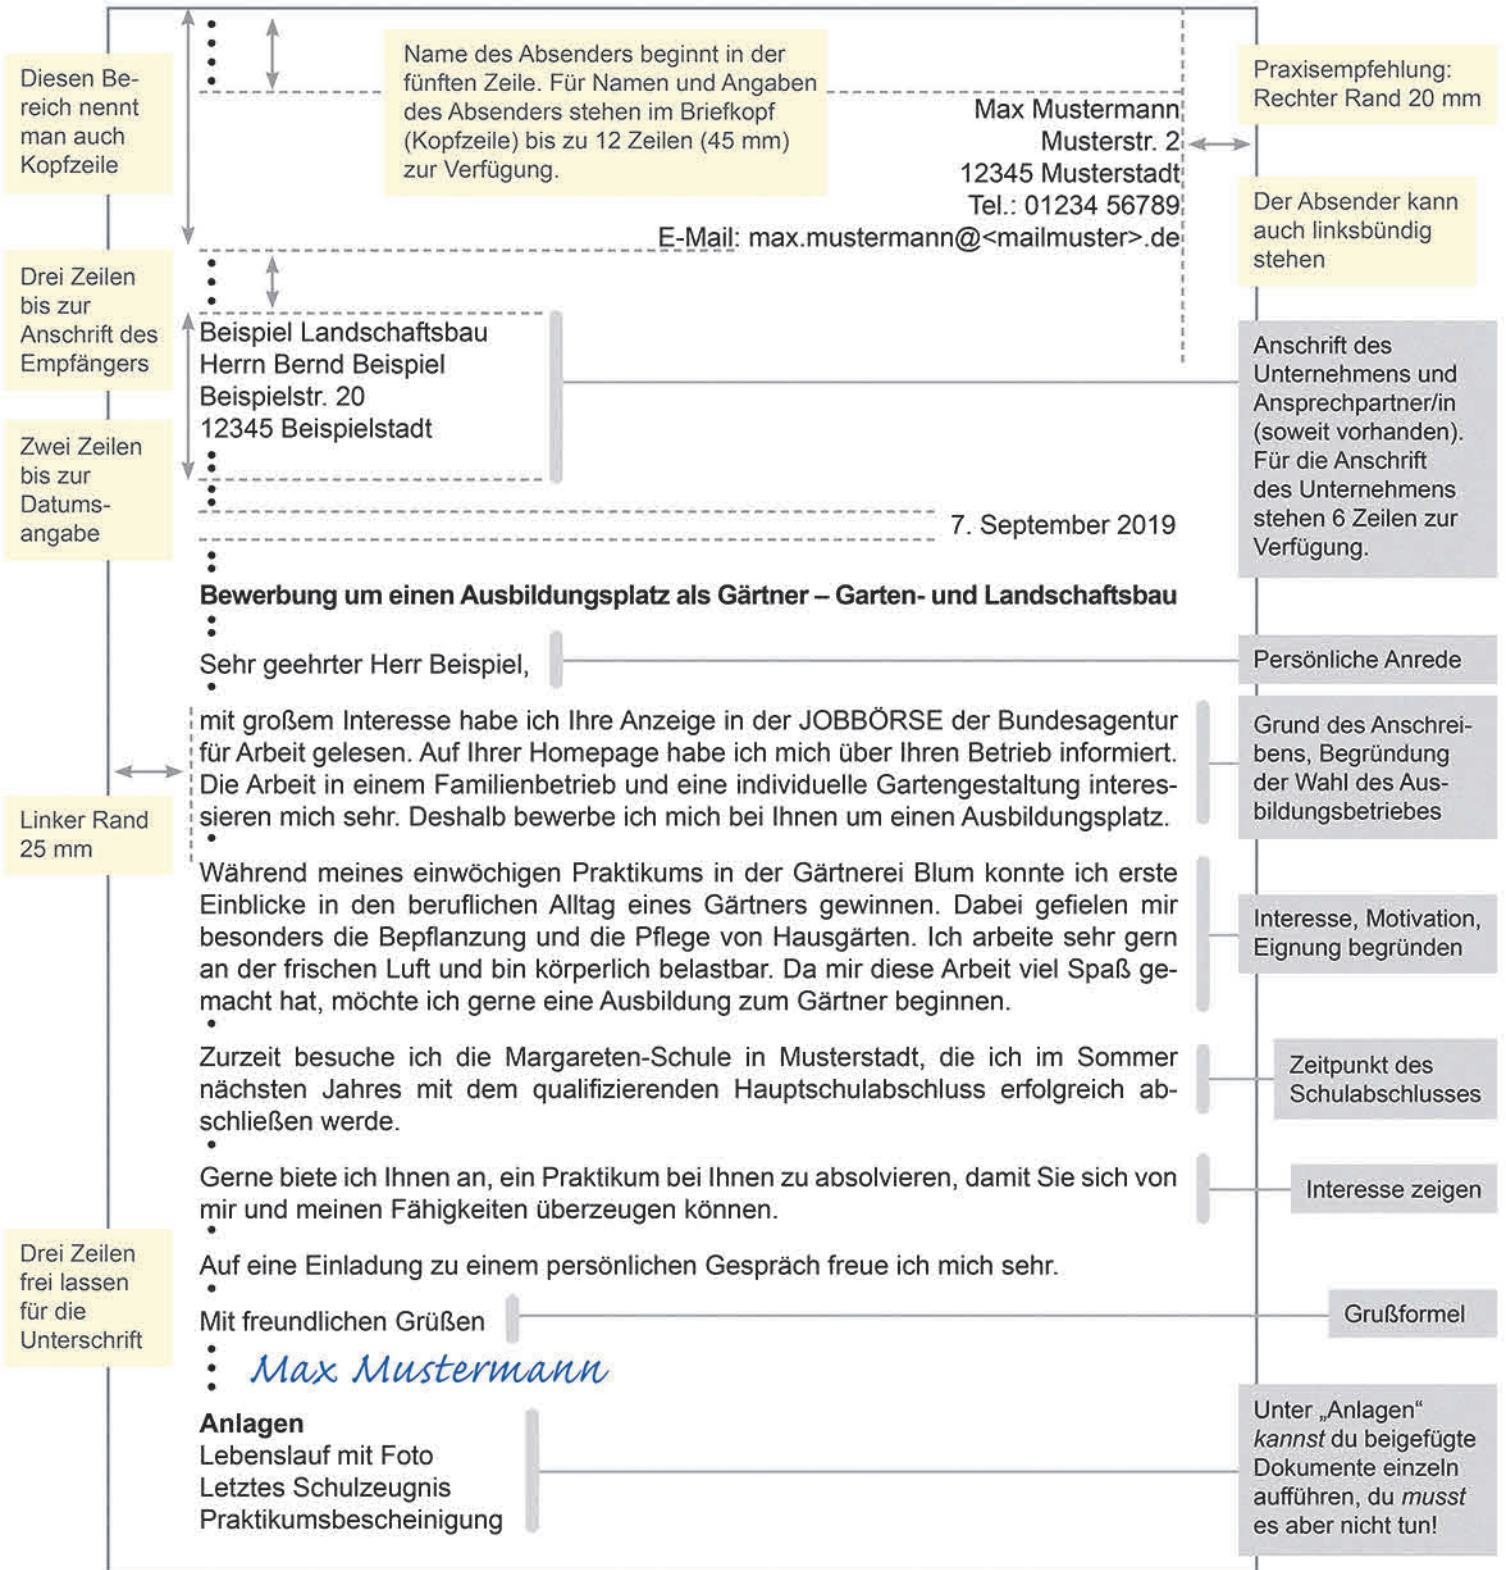 Diesen Be-
reich nennt
man auch
Kopfzeile
Name des Absenders beginnt in der
fünften Zeile. Für Namen und Angaben
des Absenders stehen im Briefkopf
(Kopfzeile) bis zu 12 Zeilen (45 mm)
zur Verfügung.
Praxisempfehlung:
Rechter Rand 20 mm
Max Mustermann
Musterstr. 2
12345 Musterstadt
Tel.: 01234 56789
E-Mail: max.mustermann@<mailmuster>.de
Der Absender kann
auch linksbündig
stehen
Drei Zeilen
bis zur
Anschrift des
Empfängers
Beispiel Landschaftsbau
Herrn Bernd Beispiel
Beispielstr. 20
12345 Beispielstadt
Anschrift des
Unternehmens und
Ansprechpartner/in
(soweit vorhanden).
Für die Anschrift
des Unternehmens
stehen 6 Zeilen zur
Verfügung.
Zwei Zeilen
bis zur
Datums-
angabe
7. September 2019
Bewerbung um einen Ausbildungsplatz als Gärtner – Garten- und Landschaftsbau
Sehr geehrter Herr Beispiel,
Persönliche Anrede
mit großem Interesse habe ich Ihre Anzeige in der JOBBÖRSE der Bundesagentur
für Arbeit gelesen. Auf Ihrer Homepage habe ich mich über Ihren Betrieb informiert.
Die Arbeit in einem Familienbetrieb und eine individuelle Gartengestaltung interes-
sieren mich sehr. Deshalb bewerbe ich mich bei Ihnen um einen Ausbildungsplatz.
Grund des Anschrei-
bens, Begründung
der Wahl des Aus-
bildungsbetriebes
Linker Rand
25 mm
Während meines einwöchigen Praktikums in der Gärtnerei Blum konnte ich erste
Einblicke in den beruflichen Alltag eines Gärtners gewinnen. Dabei gefielen mir
besonders die Bepflanzung und die Pflege von Hausgärten. Ich arbeite sehr gern
an der frischen Luft und bin körperlich belastbar. Da mir diese Arbeit viel Spaß ge-
macht hat, möchte ich gerne eine Ausbildung zum Gärtner beginnen.
Interesse, Motivation,
Eignung begründen
Zurzeit besuche ich die Margareten-Schule in Musterstadt, die ich im Sommer
nächsten Jahres mit dem qualifizierenden Hauptschulabschluss erfolgreich ab-
schließen werde.
Zeitpunkt des
Schulabschlusses
Gerne biete ich Ihnen an, ein Praktikum bei Ihnen zu absolvieren, damit Sie sich von
mir und meinen Fähigkeiten überzeugen können.
Interesse zeigen
Auf eine Einladung zu einem persönlichen Gespräch freue ich mich sehr.
Drei Zeilen
frei lassen
für die
Unterschrift
Mit freundlichen Grüßen
Grußformel
Max Mustermann
Anlagen
Lebenslauf mit Foto
Letztes Schulzeugnis
Praktikumsbescheinigung
Unter „Anlagen“
kannst du beigefügte
Dokumente einzeln
aufführen, du musst
es aber nicht tun!